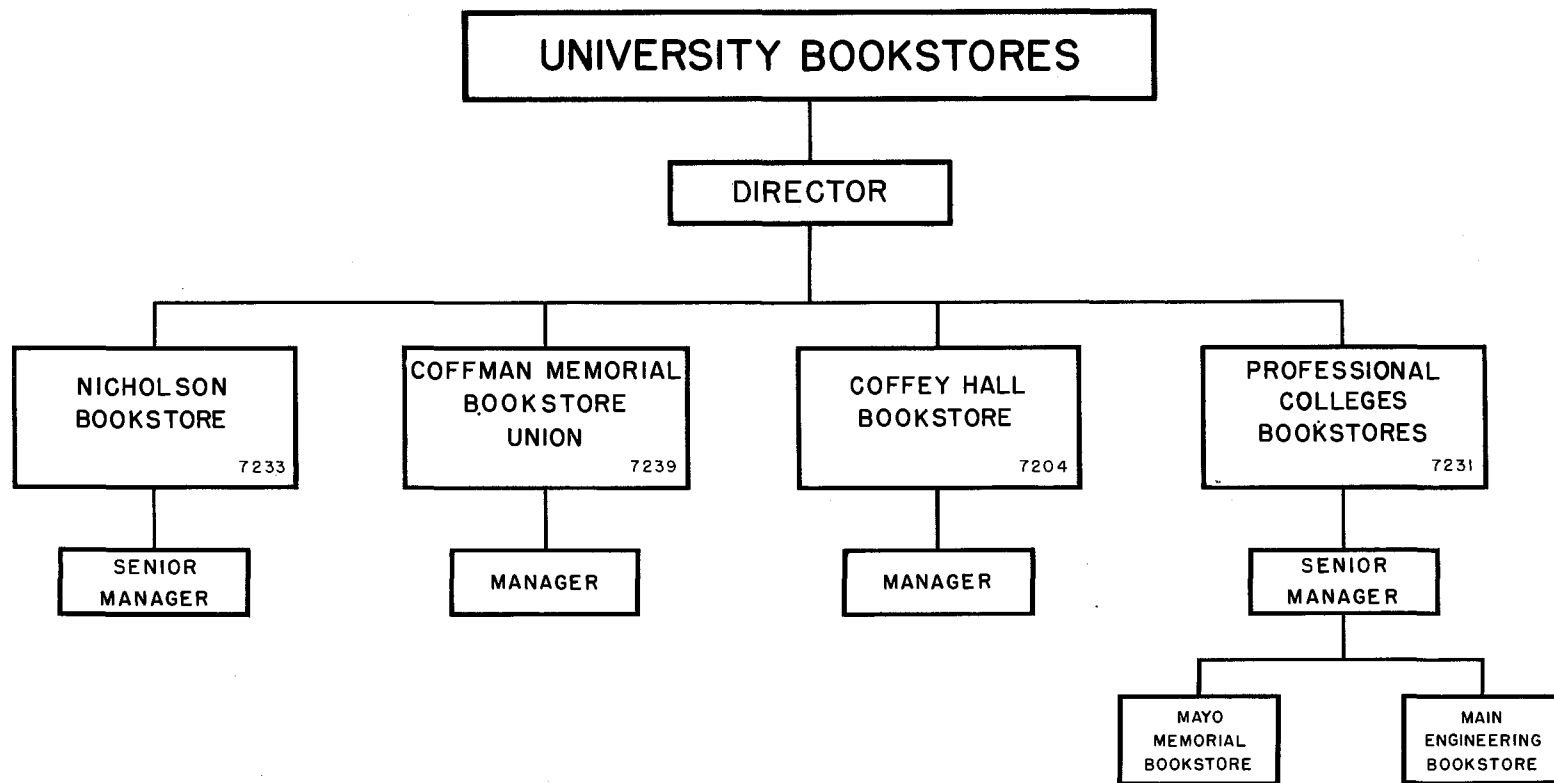 UNIVERSITY BOOKSTORES
DIRECTOR
NICHOLSON
BOOKSTORE
7233
COFFMAN MEMORIAL
BOOKSTORE
UNION
7239
COFFEY HALL
BOOKSTORE
7204
PROFESSIONAL
COLLEGES
BOOKSTORES
7231
SENIOR
MANAGER
MANAGER
MANAGER
SENIOR
MANAGER
MAYO
MEMORIAL
BOOKSTORE
MAIN
ENGINEERING
BOOKSTORE